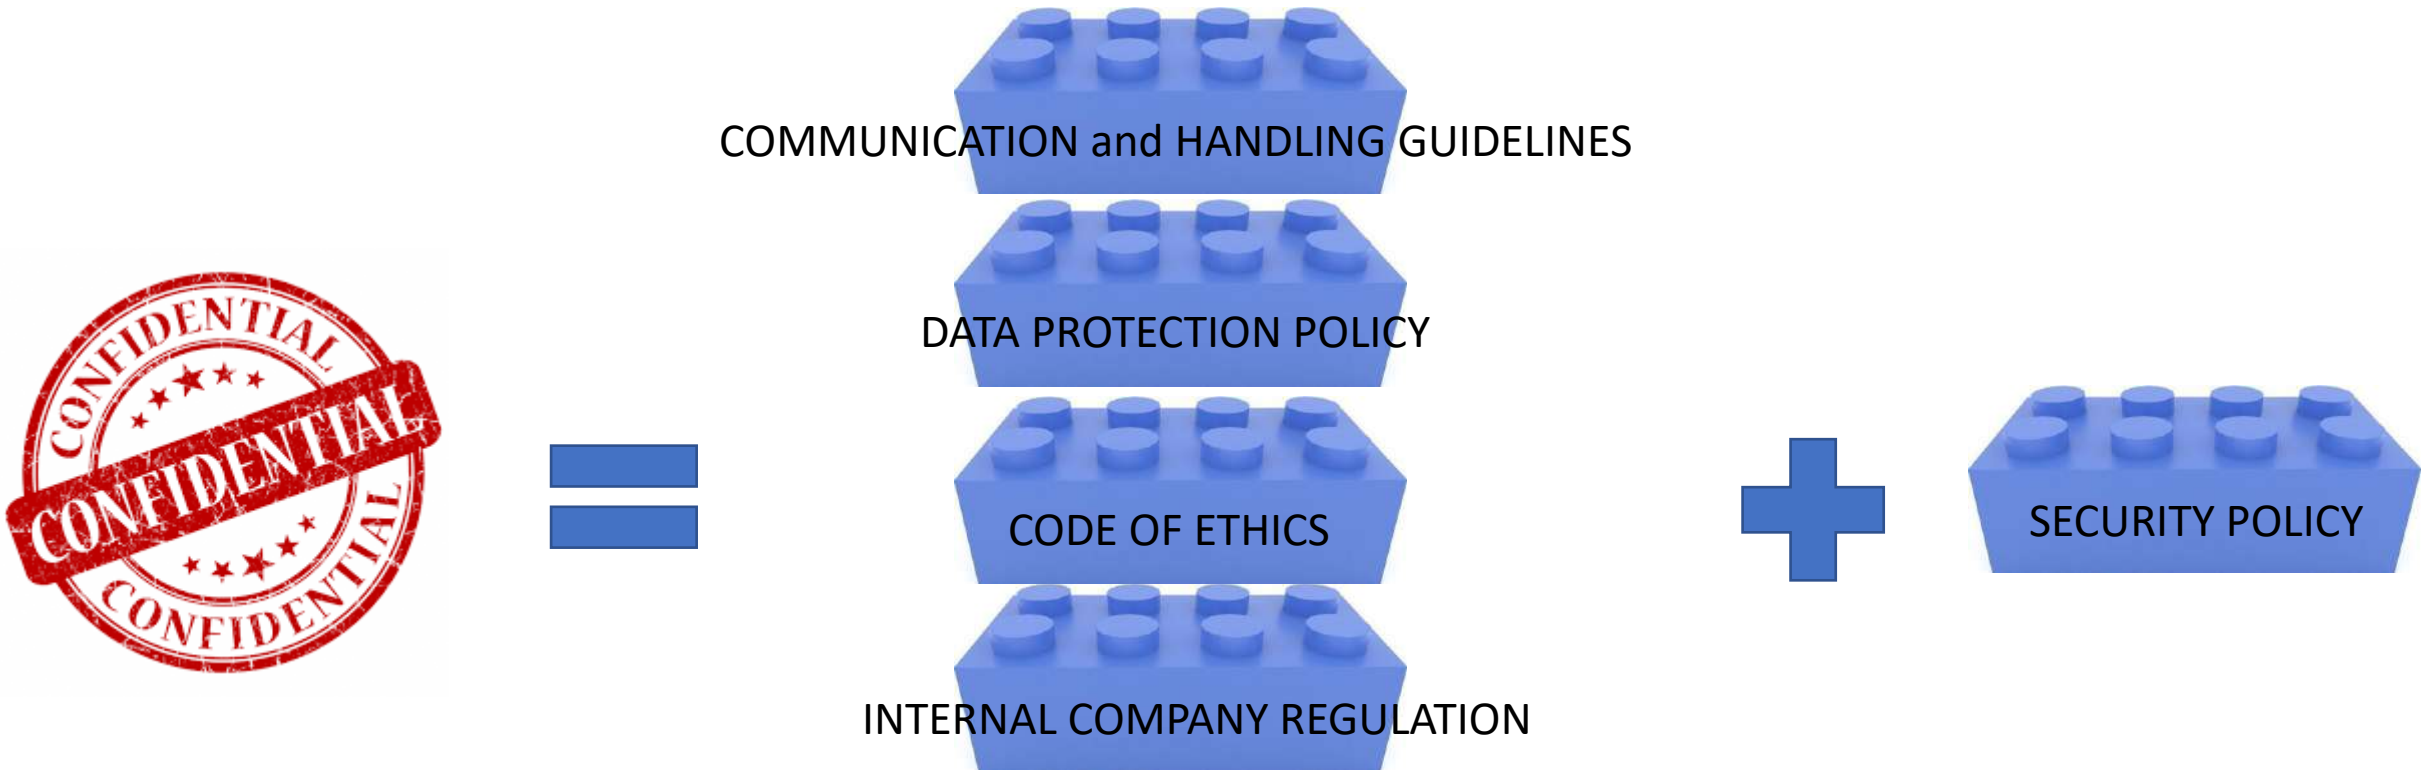 COMMUNICATION and HANDLING GUIDELINES
DATA PROTECTION POLICY
CONFIDENTIAL
CONFIDENTIAL
CONFIDENTIAL
CODE OF ETHICS
SECURITY POLICY
INTERNAL COMPANY REGULATION